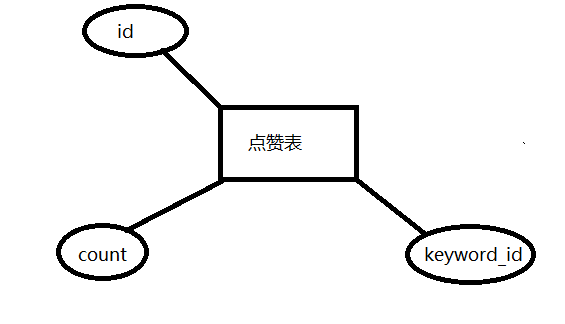 id
点赞表
count
keyword_id